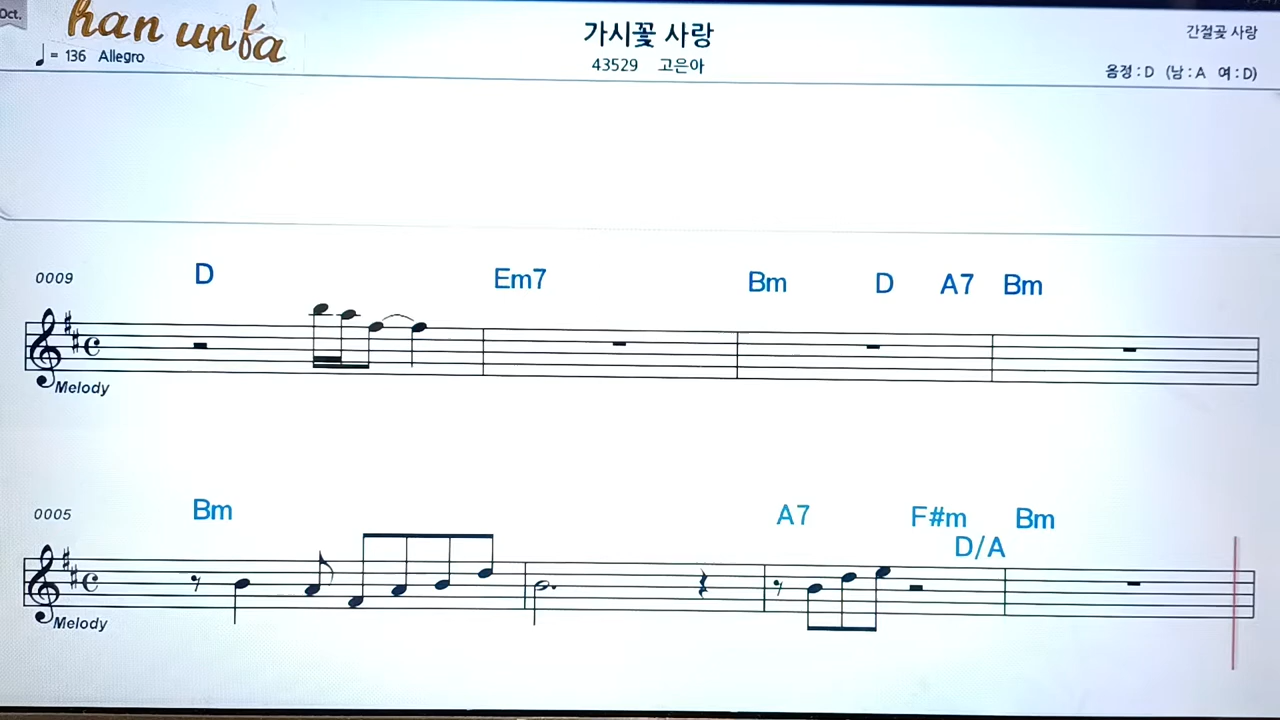 Oct.
han unfa
가시꽃 사랑
간절곶 사랑
♩ = 136 Allegro
43529 고은아
음정 : D (남 : A 여 : D)
0009
D Em7 Bm D A7 Bm
Melody
0005
Bm A7 F#m Bm
D/A
Melody